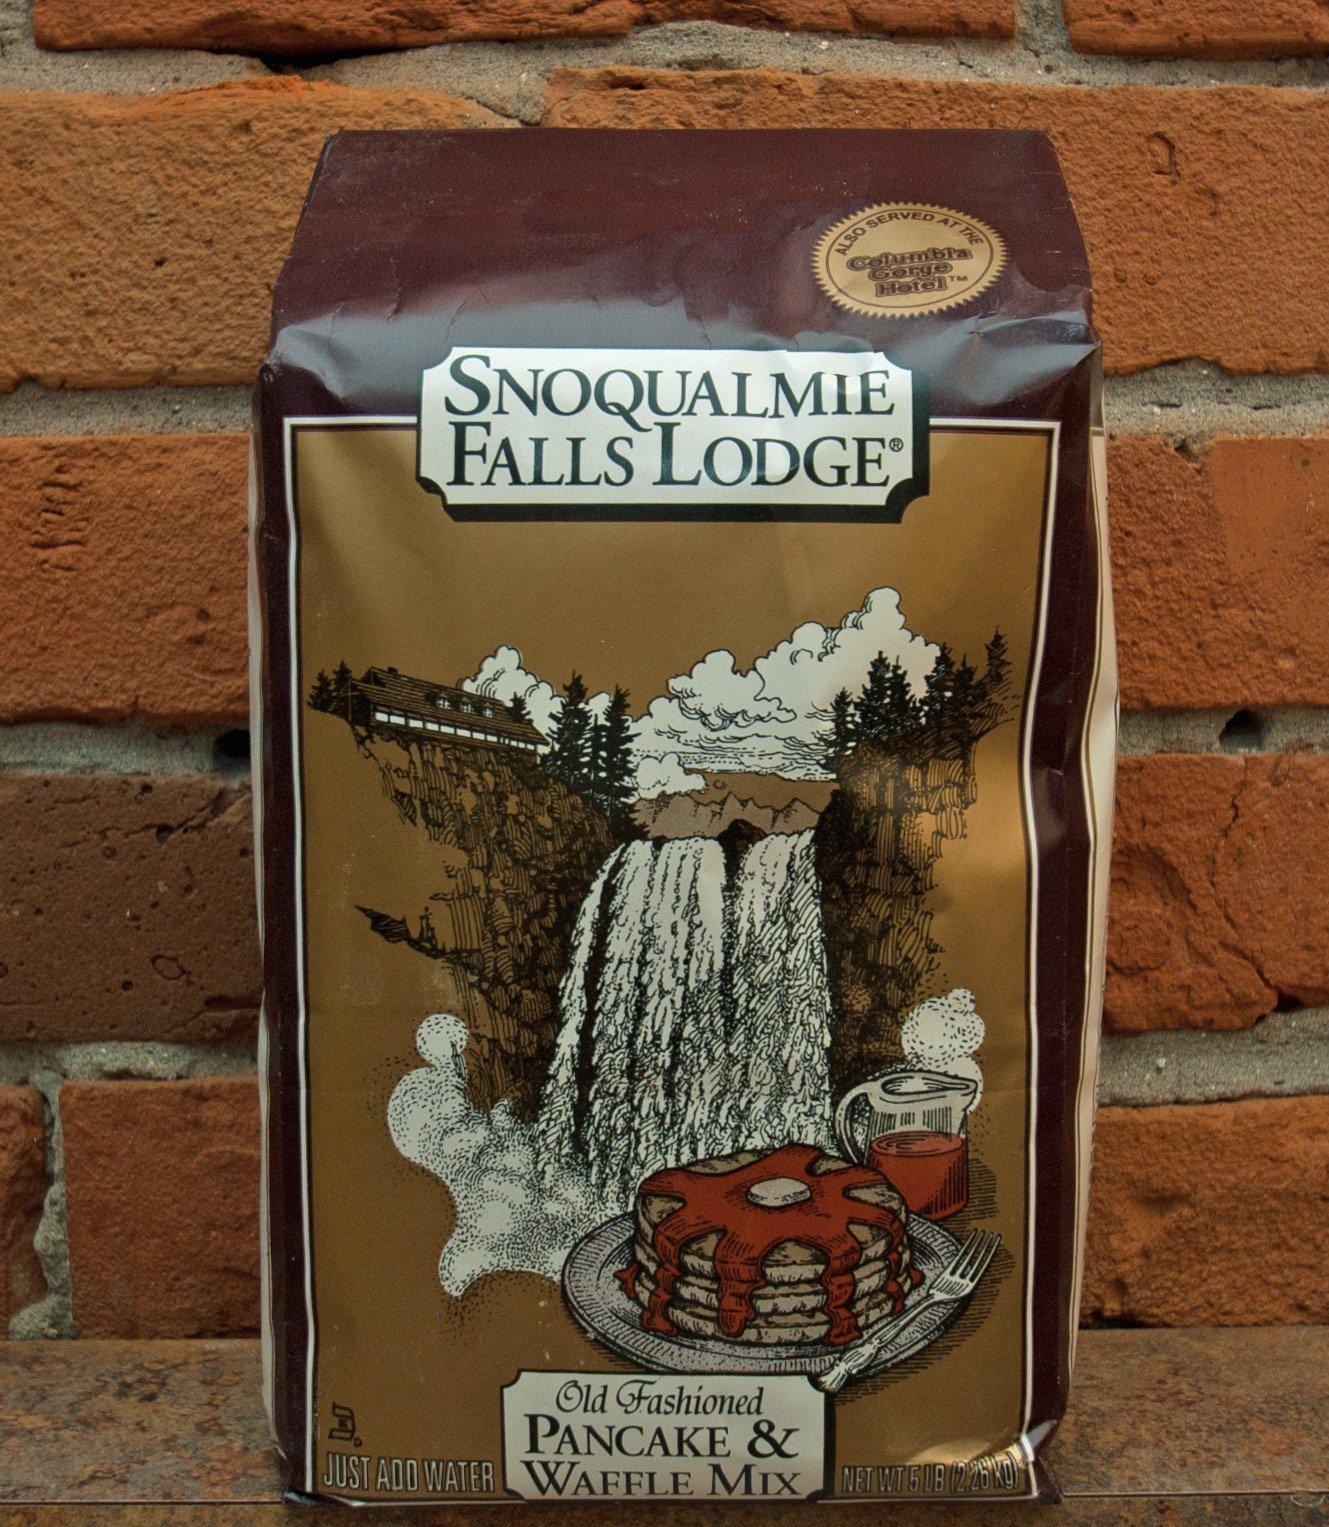 ALSO SERVED AT THE
Columbia
Gorge
Hotel™
SNOQUALMIE
FALLS LODGE®
Old Fashioned
PANCAKE &
WAFFLE MIX
JUST ADD WATER
NET WT 5 LB (2.26 KG)